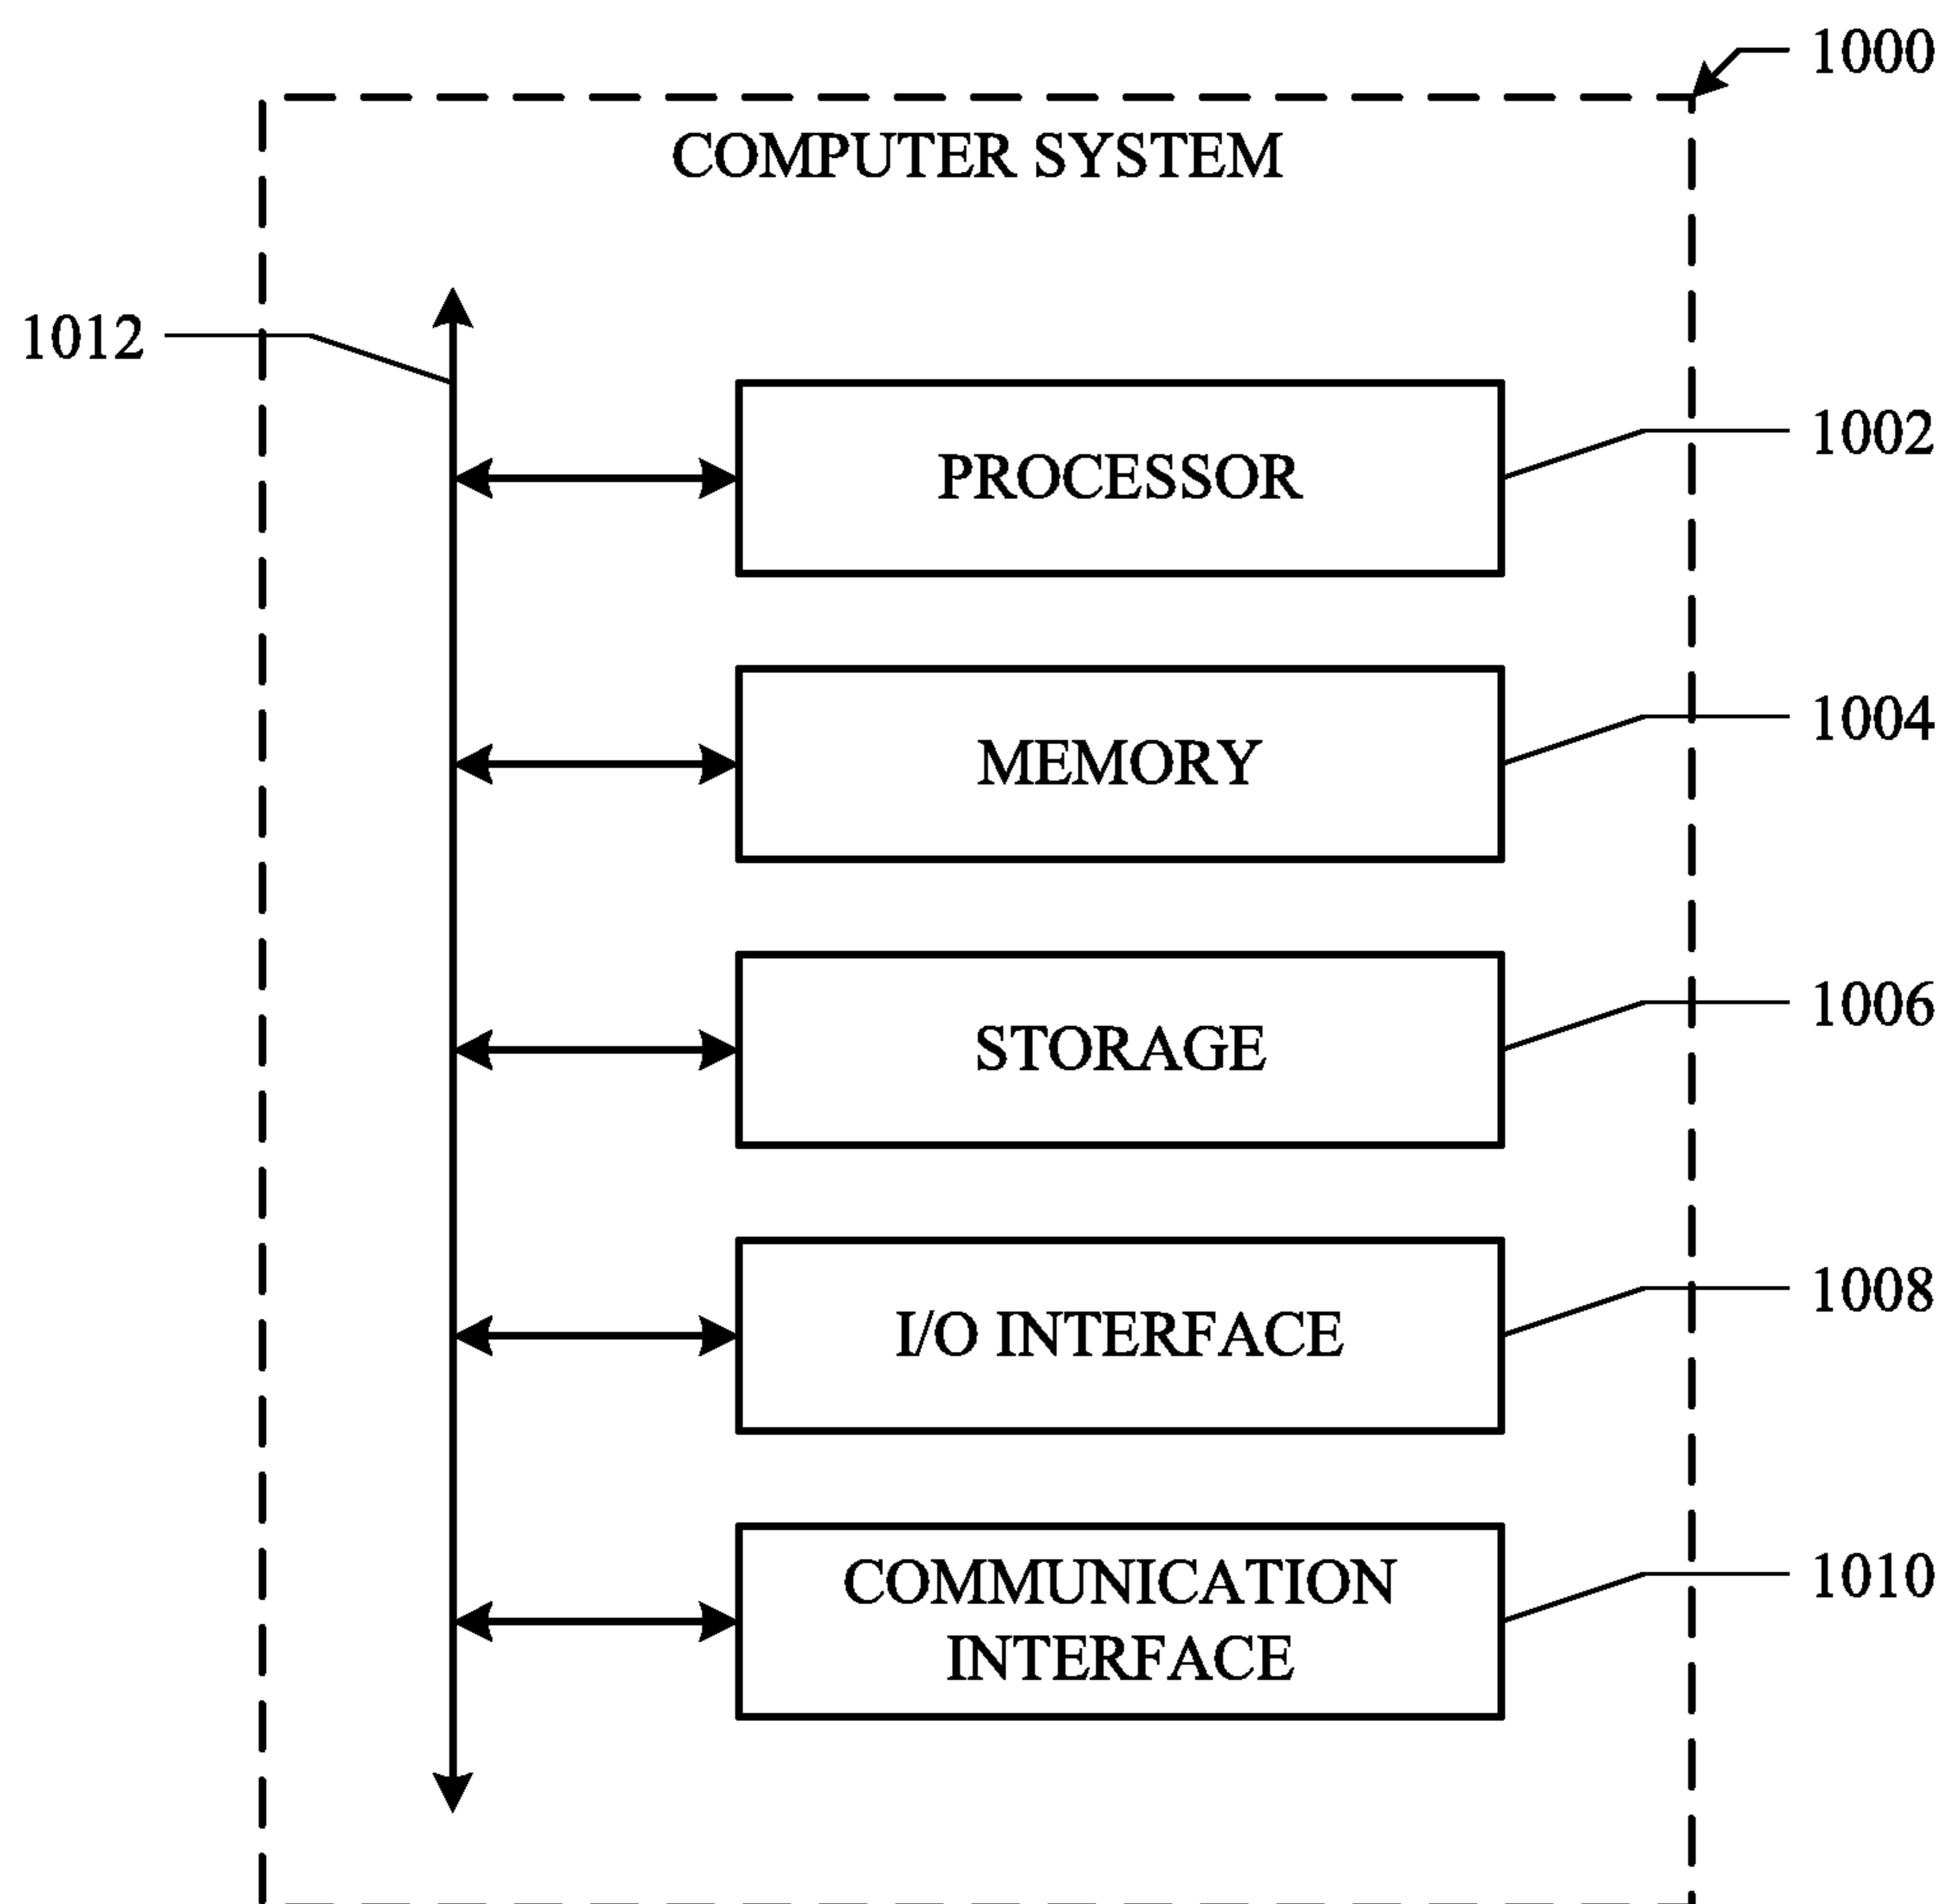 1000
COMPUTER SYSTEM
1012
PROCESSOR
1002
MEMORY
1004
STORAGE
1006
I/O INTERFACE
1008
COMMUNICATION
INTERFACE
1010